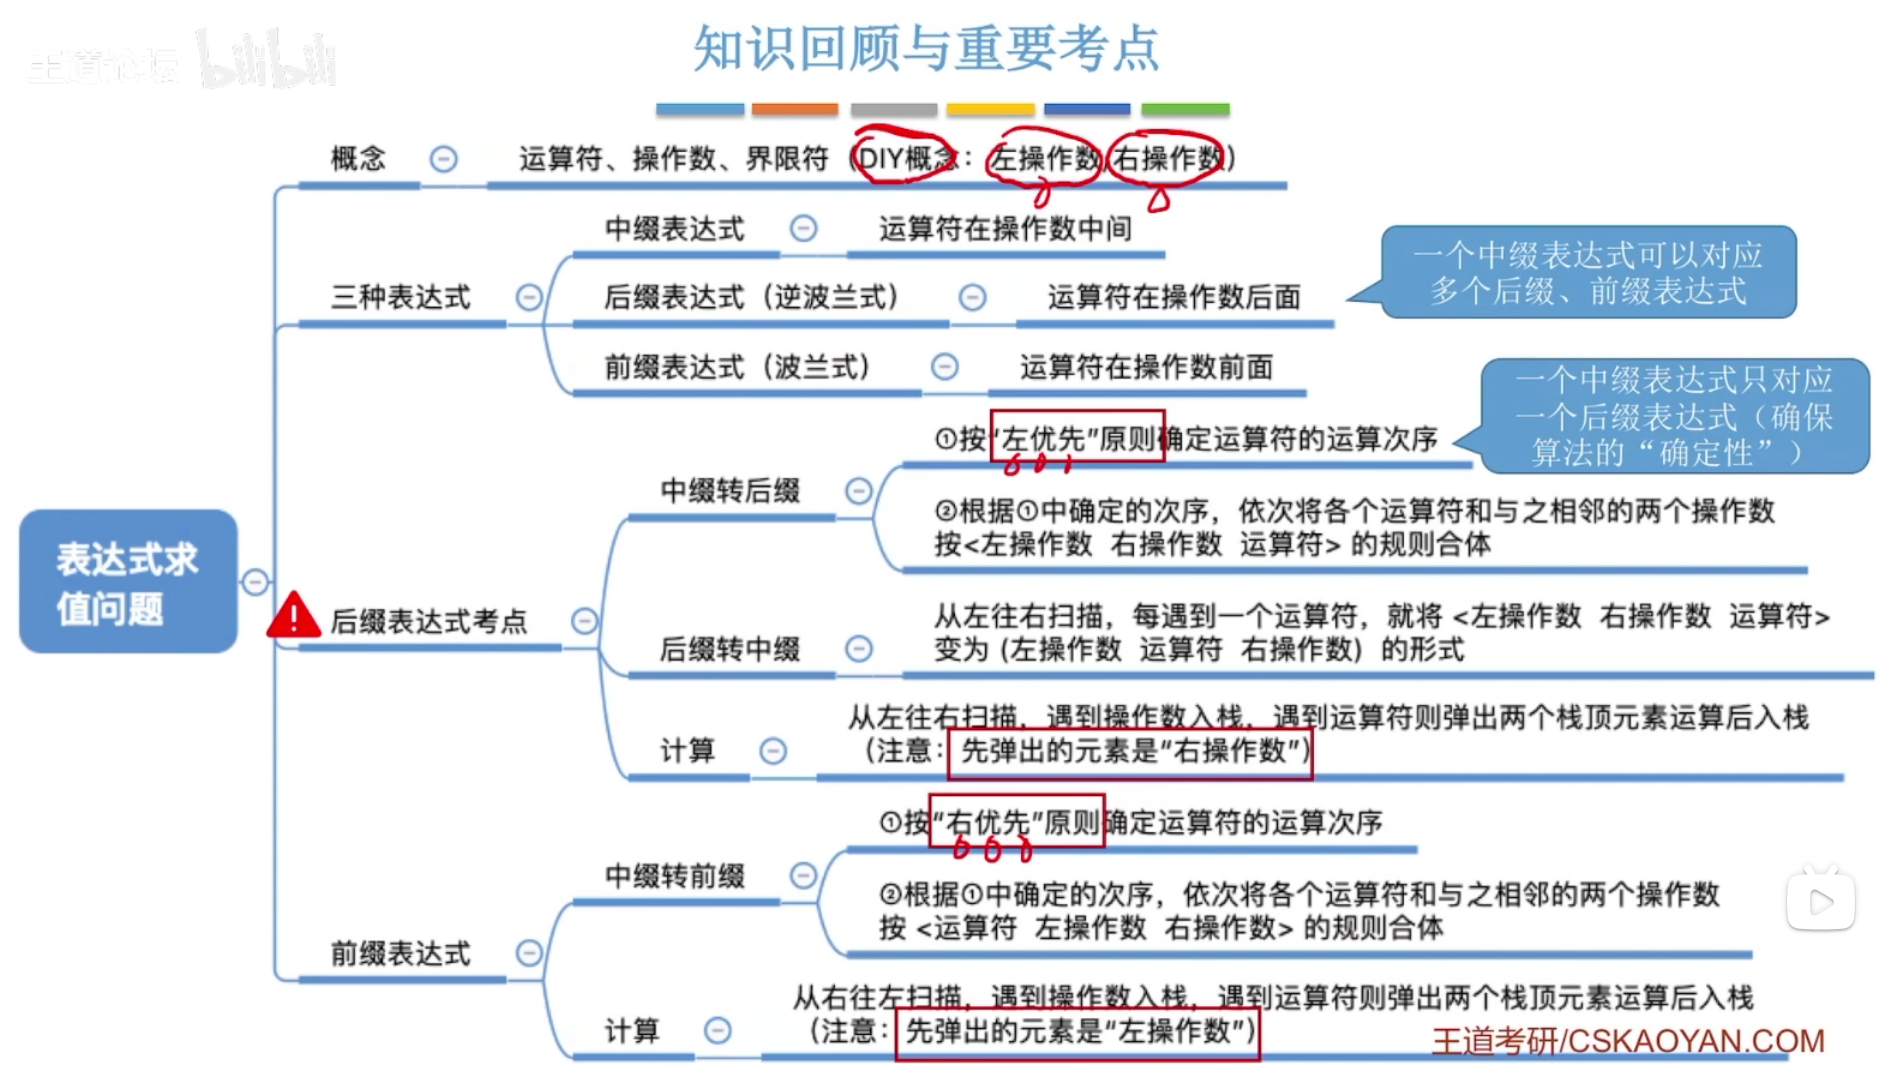 王道论坛 bilibili
知识回顾与重要考点
概念
运算符、操作数、界限符（DIY概念：左操作数,右操作数）
三种表达式
中缀表达式
运算符在操作数中间
后缀表达式（逆波兰式）
运算符在操作数后面
前缀表达式（波兰式）
运算符在操作数前面
一个中缀表达式可以对应
多个后缀、前缀表达式
表达式求
值问题
后缀表达式考点
中缀转后缀
①按“左优先”原则确定运算符的运算次序
一个中缀表达式只对应
一个后缀表达式（确保
算法的“确定性”）
②根据①中确定的次序，依次将各个运算符和与之相邻的两个操作数
按<左操作数 右操作数 运算符> 的规则合体
后缀转中缀
从左往右扫描，每遇到一个运算符，就将 <左操作数 右操作数 运算符>
变为 (左操作数 运算符 右操作数) 的形式
计算
从左往右扫描，遇到操作数入栈，遇到运算符则弹出两个栈顶元素运算后入栈
（注意：先弹出的元素是“右操作数”）
前缀表达式
中缀转前缀
①按“右优先”原则确定运算符的运算次序
②根据①中确定的次序，依次将各个运算符和与之相邻的两个操作数
按 <运算符 左操作数 右操作数> 的规则合体
计算
从右往左扫描，遇到操作数入栈，遇到运算符则弹出两个栈顶元素运算后入栈
（注意：先弹出的元素是“左操作数”）
王道考研/CSKAOYAN.COM